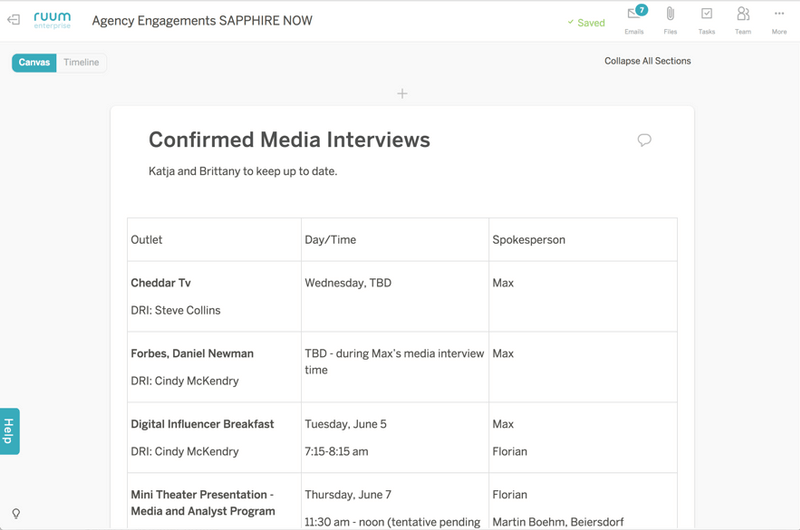 ruum
enterprise
Agency Engagements SAPPHIRE NOW
✓ Saved
7
Emails
Files
Tasks
Team
More
Canvas
Timeline
Collapse All Sections
+
Confirmed Media Interviews
Katja and Brittany to keep up to date.
Outlet
Day/Time
Spokesperson
Cheddar Tv
DRI: Steve Collins
Wednesday, TBD
Max
Forbes, Daniel Newman
DRI: Cindy McKendry
TBD - during Max's media interview
time
Max
Digital Influencer Breakfast
DRI: Cindy McKendry
Tuesday, June 5
7:15-8:15 am
Max
Florian
Mini Theater Presentation -
Media and Analyst Program
Thursday, June 7
11:30 am - noon (tentative pending
Florian
Martin Boehm, Beiersdorf
Help